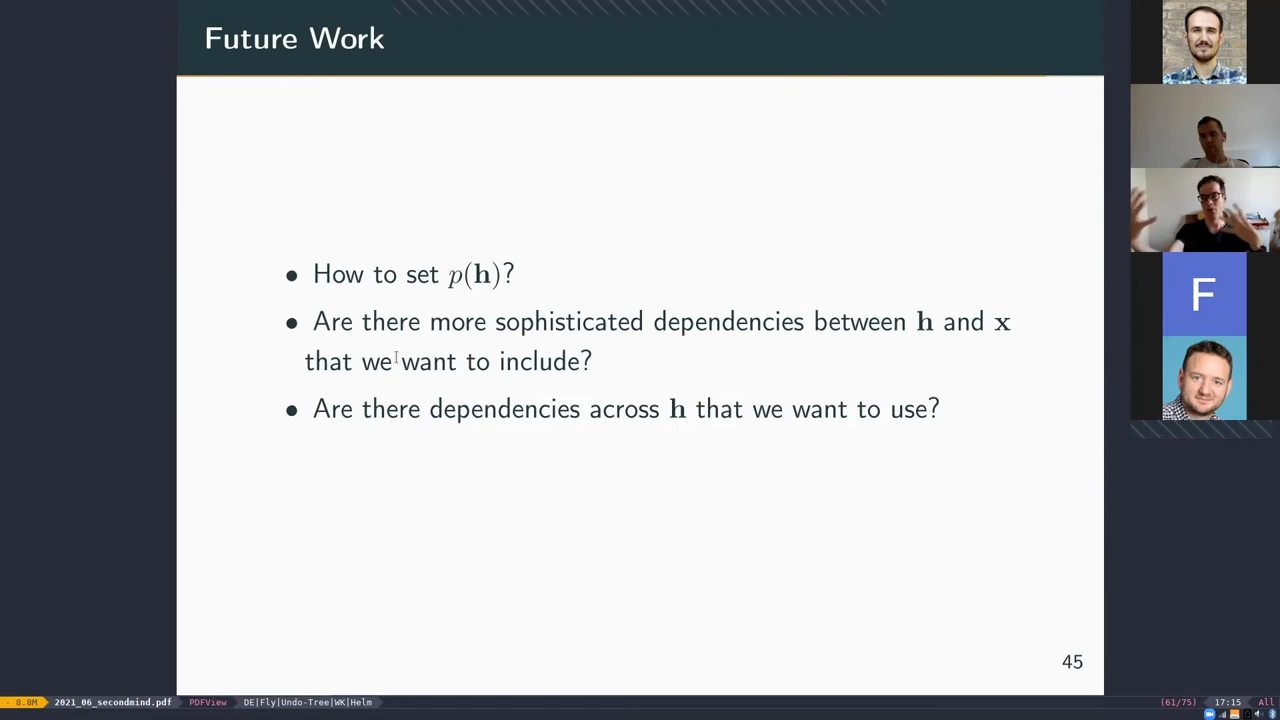 Future Work
• How to set p(h)?
• Are there more sophisticated dependencies between h and x
that we want to include?
• Are there dependencies across h that we want to use?
45
F
- 8.8M 2021_06_secondmind.pdf PDFView DE|Fly|Undo-Tree|WK|Helm (61/75) 17:15 All